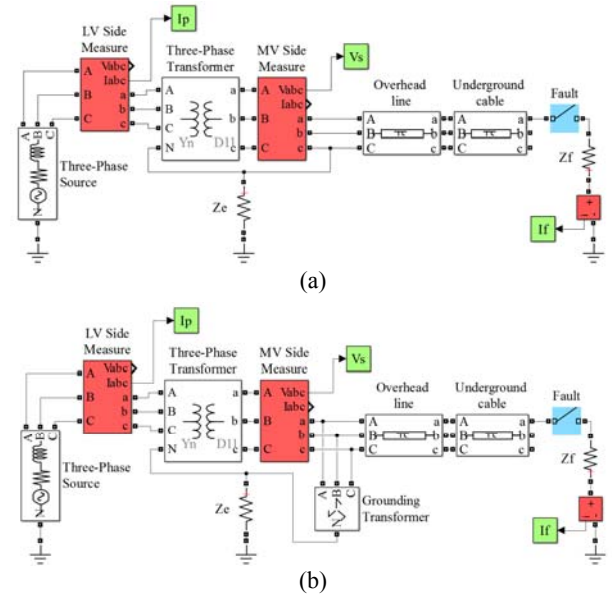 LV Side
Measure
Ip
Three-Phase
Transformer
MV Side
Measure
Vs
Vabc
Iabc
A
B
C
a
b
c
A
B
C
N
Yn
D11
a
b
c
Vabc
Iabc
A
B
C
a
b
c
Overhead
line
A
B
C
a
b
c
Underground
cable
A
B
C
a
b
c
Fault
Zf
If
A
B
C
N
Three-Phase
Source
Ze
(a)
LV Side
Measure
Ip
Three-Phase
Transformer
MV Side
Measure
Vs
Vabc
Iabc
A
B
C
a
b
c
A
B
C
N
Yn
D11
a
b
c
Vabc
Iabc
A
B
C
a
b
c
Overhead
line
A
B
C
a
b
c
Underground
cable
A
B
C
a
b
c
Fault
Zf
If
A
B
C
N
Three-Phase
Source
Ze
A
B
C
N
Grounding
Transformer
(b)